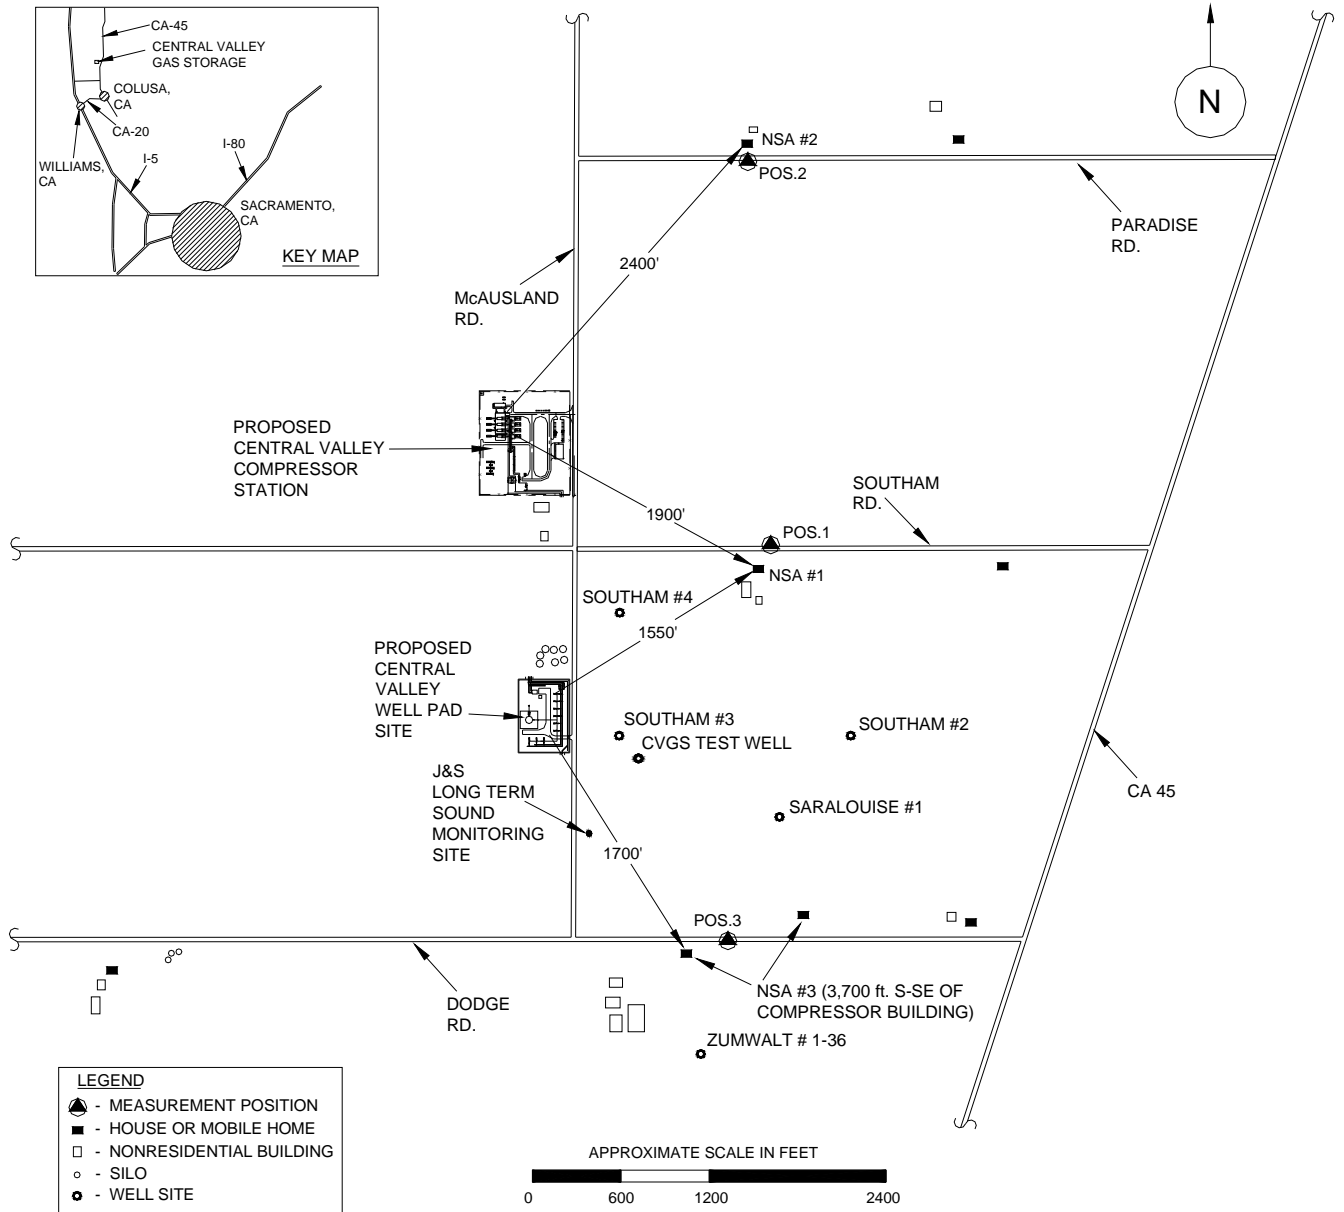 CA-45
CENTRAL VALLEY
GAS STORAGE
COLUSA,
CA
CA-20
WILLIAMS,
CA
I-5
I-80
SACRAMENTO,
CA
KEY MAP
N
NSA #2
POS.2
PARADISE
RD.
2400'
McAUSLAND
RD.
PROPOSED
CENTRAL VALLEY
COMPRESSOR
STATION
SOUTHAM
RD.
1900'
POS.1
NSA #1
SOUTHAM #4
1550'
PROPOSED
CENTRAL
VALLEY
WELL PAD
SITE
SOUTHAM #3
CVGS TEST WELL
SOUTHAM #2
J&S
LONG TERM
SOUND
MONITORING
SITE
CA 45
SARALOUISE #1
1700'
POS.3
NSA #3 (3,700 ft. S-SE OF
COMPRESSOR BUILDING)
DODGE
RD.
ZUMWALT # 1-36
LEGEND
- MEASUREMENT POSITION
- HOUSE OR MOBILE HOME
- NONRESIDENTIAL BUILDING
- SILO
- WELL SITE
APPROXIMATE SCALE IN FEET
0 600 1200 2400